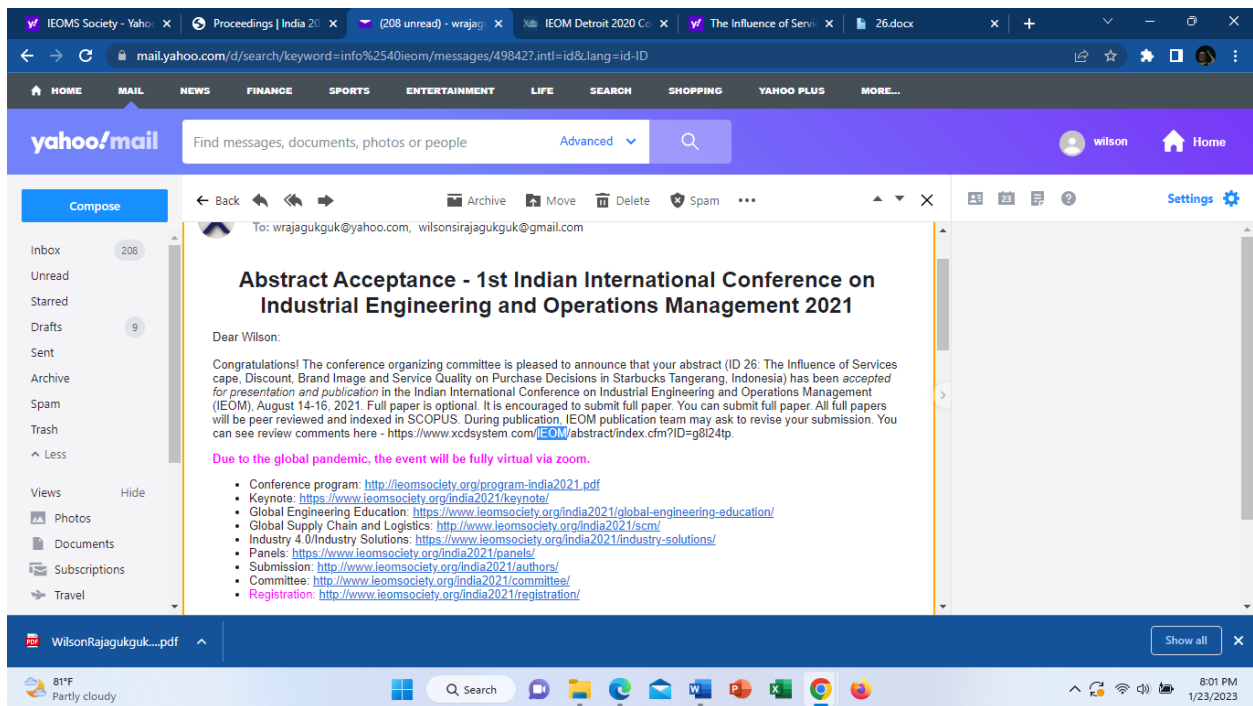 IEOMS Society - Yaho
Proceedings | India 20
(208 unread) - wrajagu
IEOM Detroit 2020 Co
The Influence of Servic
26.docx
mail.yahoo.com/d/search/keyword=info%2540ieom/messages/49842?.intl=id&.lang=id-ID
HOME MAIL NEWS FINANCE SPORTS ENTERTAINMENT LIFE SEARCH SHOPPING YAHOO PLUS MORE...
yahoo!mail
Find messages, documents, photos or people
Advanced
wilson
Home
Compose
Back
Archive
Move
Delete
Spam
23
Settings
Inbox 208
Unread
Starred
Drafts 9
Sent
Archive
Spam
Trash
Less
Views Hide
Photos
Documents
Subscriptions
Travel
To: wrajagukguk@yahoo.com, wilsonsirajagukguk@gmail.com
Abstract Acceptance - 1st Indian International Conference on
Industrial Engineering and Operations Management 2021
Dear Wilson:
Congratulations! The conference organizing committee is pleased to announce that your abstract (ID 26: The Influence of Services
cape, Discount, Brand Image and Service Quality on Purchase Decisions in Starbucks Tangerang, Indonesia) has been accepted
for presentation and publication in the Indian International Conference on Industrial Engineering and Operations Management
(IEOM), August 14-16, 2021. Full paper is optional. It is encouraged to submit full paper. You can submit full paper. All full papers
will be peer reviewed and indexed in SCOPUS. During publication, IEOM publication team may ask to revise your submission. You
can see review comments here - https://www.xcdsystem.com/IEOM/abstract/index.cfm?ID=g8l24tp.
Due to the global pandemic, the event will be fully virtual via zoom.
• Conference program: http://ieomsociety.org/program-india2021.pdf
• Keynote: https://www.ieomsociety.org/india2021/keynote/
• Global Engineering Education: https://www.ieomsociety.org/india2021/global-engineering-education/
• Global Supply Chain and Logistics: http://www.ieomsociety.org/india2021/scm/
• Industry 4.0/Industry Solutions: https://www.ieomsociety.org/india2021/industry-solutions/
• Panels: https://www.ieomsociety.org/india2021/panels/
• Submission: http://www.ieomsociety.org/india2021/authors/
• Committee: http://www.ieomsociety.org/india2021/committee/
• Registration: http://www.ieomsociety.org/india2021/registration/
PDF
WilsonRajagukguk....pdf
Show all
81°F
Partly cloudy
Search
8:01 PM
1/23/2023